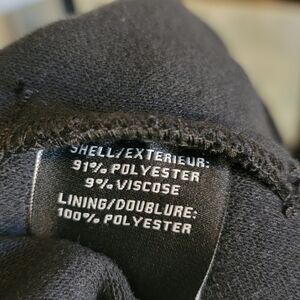 SHELL/EXTERIEUR:
91% POLYESTER
9% VISCOSE
LINING/DOUBLURE:
100% POLYESTER